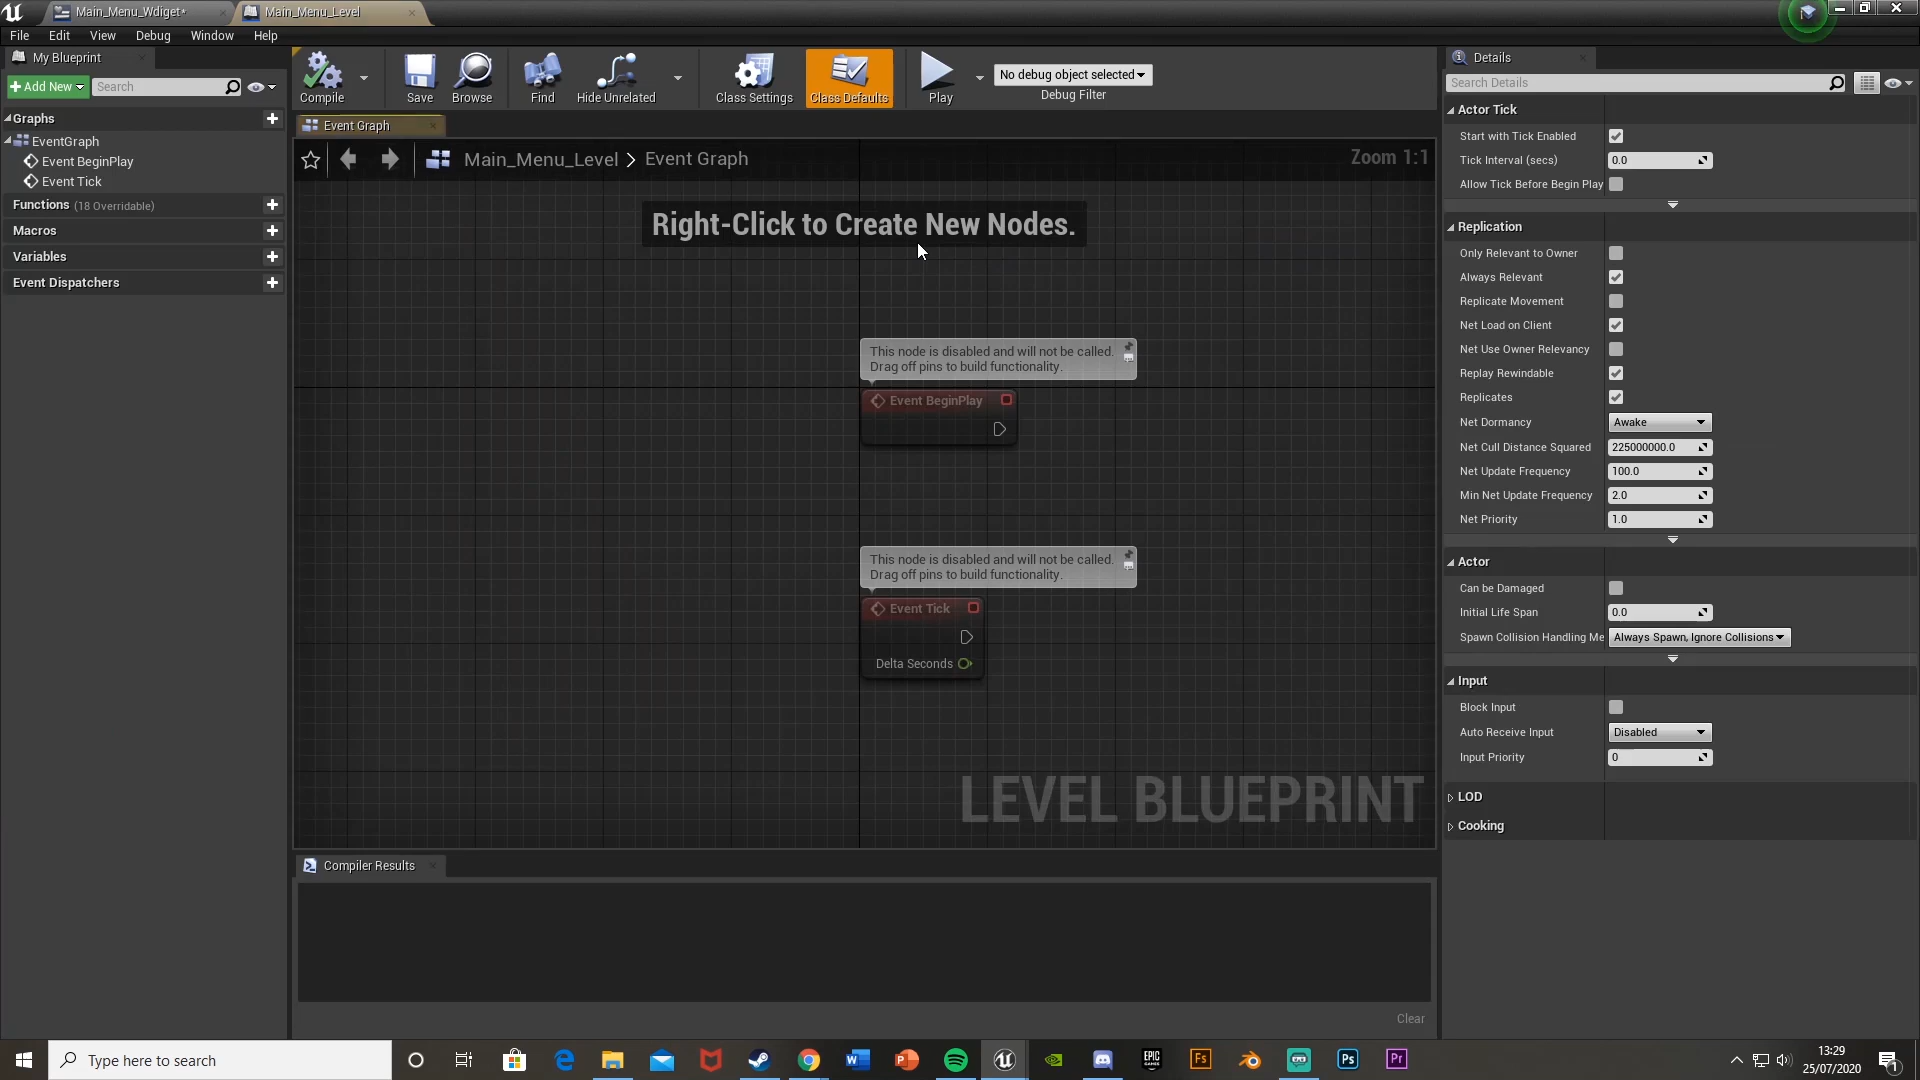 Main_Menu_Wdiget*
Main_Menu_Level
File Edit View Debug Window Help
My Blueprint
Add New
Search
Graphs
EventGraph
Event BeginPlay
Event Tick
Functions (18 Overridable)
Macros
Variables
Event Dispatchers
Compile
Save
Browse
Find
Hide Unrelated
Class Settings
Class Defaults
Play
No debug object selected
Debug Filter
Event Graph
Main_Menu_Level > Event Graph
Zoom 1:1
Right-Click to Create New Nodes.
This node is disabled and will not be called.
Drag off pins to build functionality.
Event BeginPlay
This node is disabled and will not be called.
Drag off pins to build functionality.
Event Tick
Delta Seconds
LEVEL BLUEPRINT
Compiler Results
Clear
Details
Search Details
Actor Tick
Start with Tick Enabled
Tick Interval (secs) 0.0
Allow Tick Before Begin Play
Replication
Only Relevant to Owner
Always Relevant
Replicate Movement
Net Load on Client
Net Use Owner Relevancy
Replay Rewindable
Replicates
Net Dormancy Awake
Net Cull Distance Squared 225000000.0
Net Update Frequency 100.0
Min Net Update Frequency 2.0
Net Priority 1.0
Actor
Can be Damaged
Initial Life Span 0.0
Spawn Collision Handling Me Always Spawn, Ignore Collisions
Input
Block Input
Auto Receive Input Disabled
Input Priority 0
LOD
Cooking
Type here to search
EPIC
GAMES
Fs
Ps
Pr
13:29
25/07/2020
1